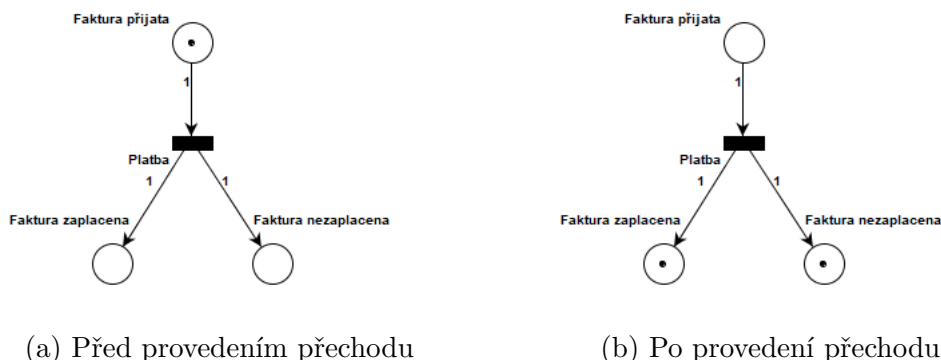 Faktura přijata
1
Platba
1
1
Faktura zaplacena
Faktura nezaplacena
(a) Před provedením přechodu
Faktura přijata
1
Platba
1
1
Faktura zaplacena
Faktura nezaplacena
(b) Po provedení přechodu